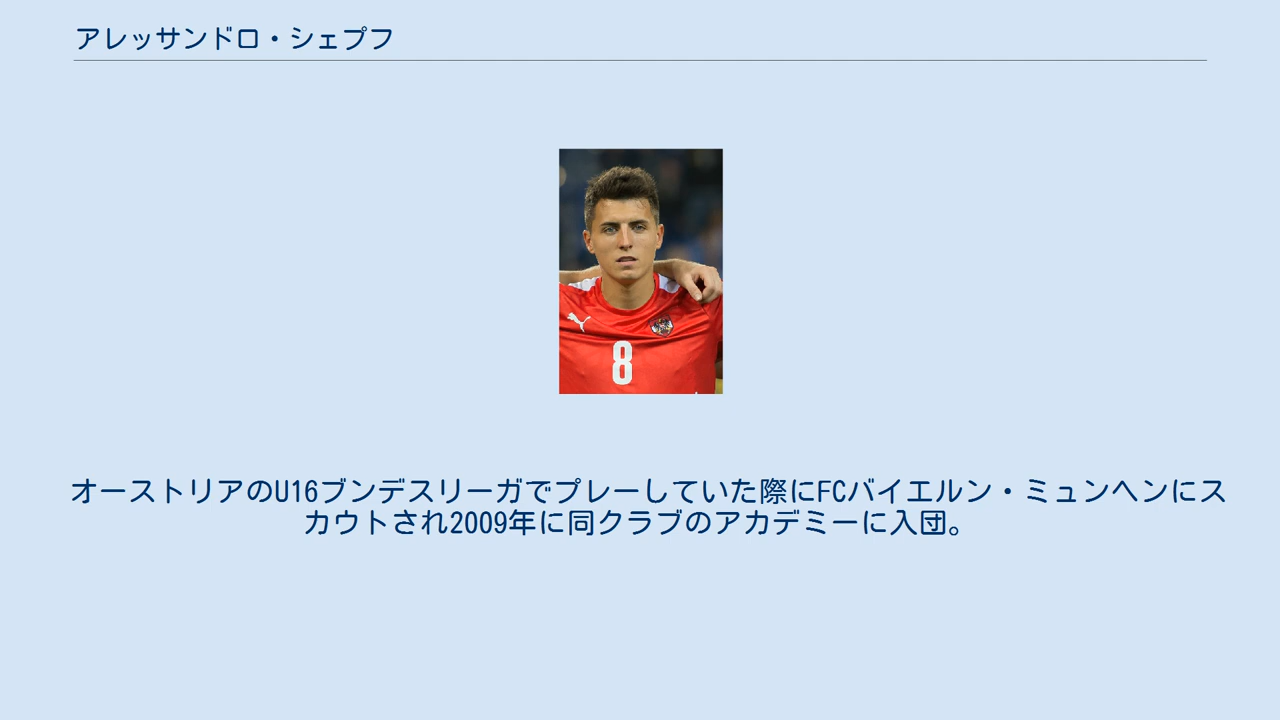 アレッサンドロ・シェプフ
8
オーストリアのU16ブンデスリーガでプレーしていた際にFCバイエルン・ミュンヘンにス
カウトされ2009年に同クラブのアカデミーに入団。